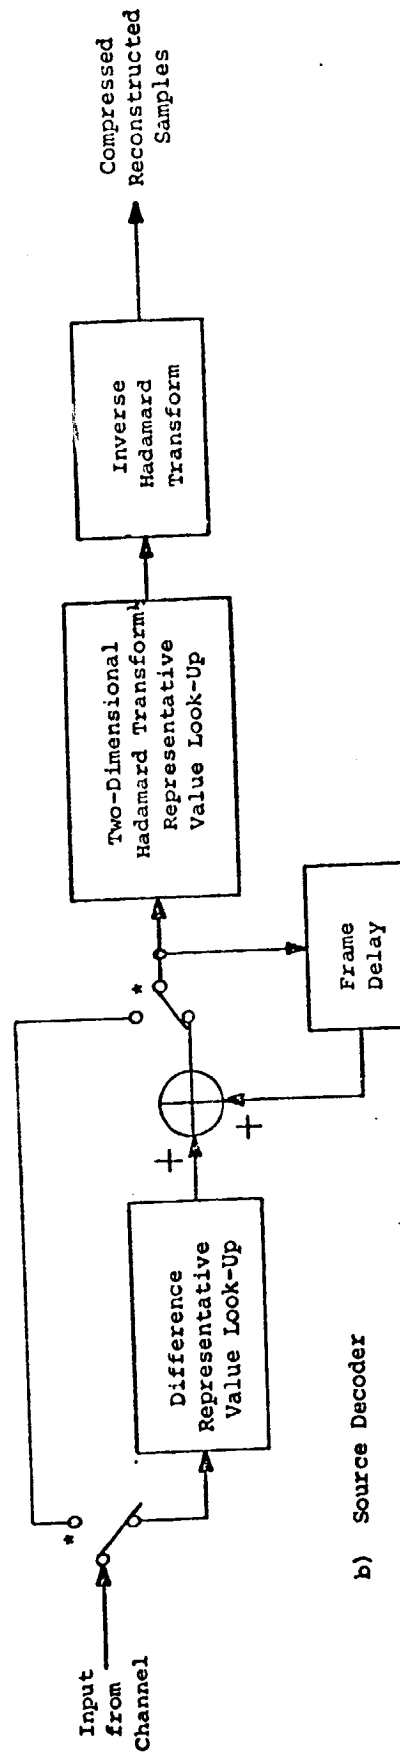 Input
from
Channel
*
Difference
Representative
Value Look-Up
+
+
*
Frame
Delay
Two-Dimensional
Hadamard Transform
Representative
Value Look-Up
Inverse
Hadamard
Transform
Compressed
Reconstructed
Samples
b) Source Decoder